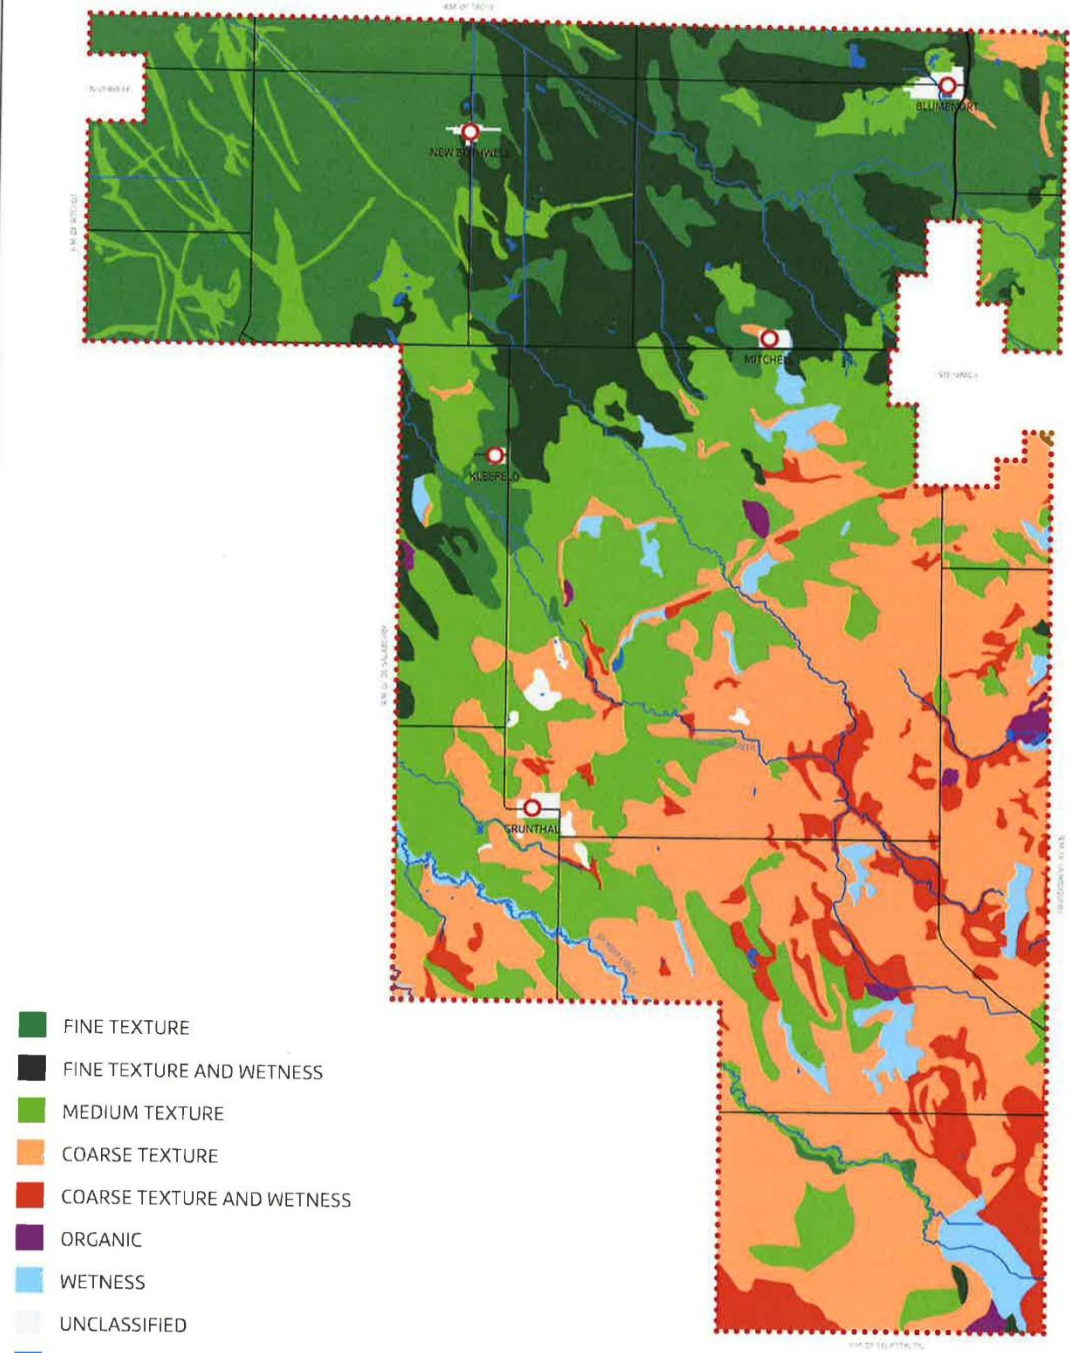 BLUMENORT
NEW BOTHWELL
MITCHELL
KLEEFELD
GRUNTHAL
FINE TEXTURE
FINE TEXTURE AND WETNESS
MEDIUM TEXTURE
COARSE TEXTURE
COARSE TEXTURE AND WETNESS
ORGANIC
WETNESS
UNCLASSIFIED